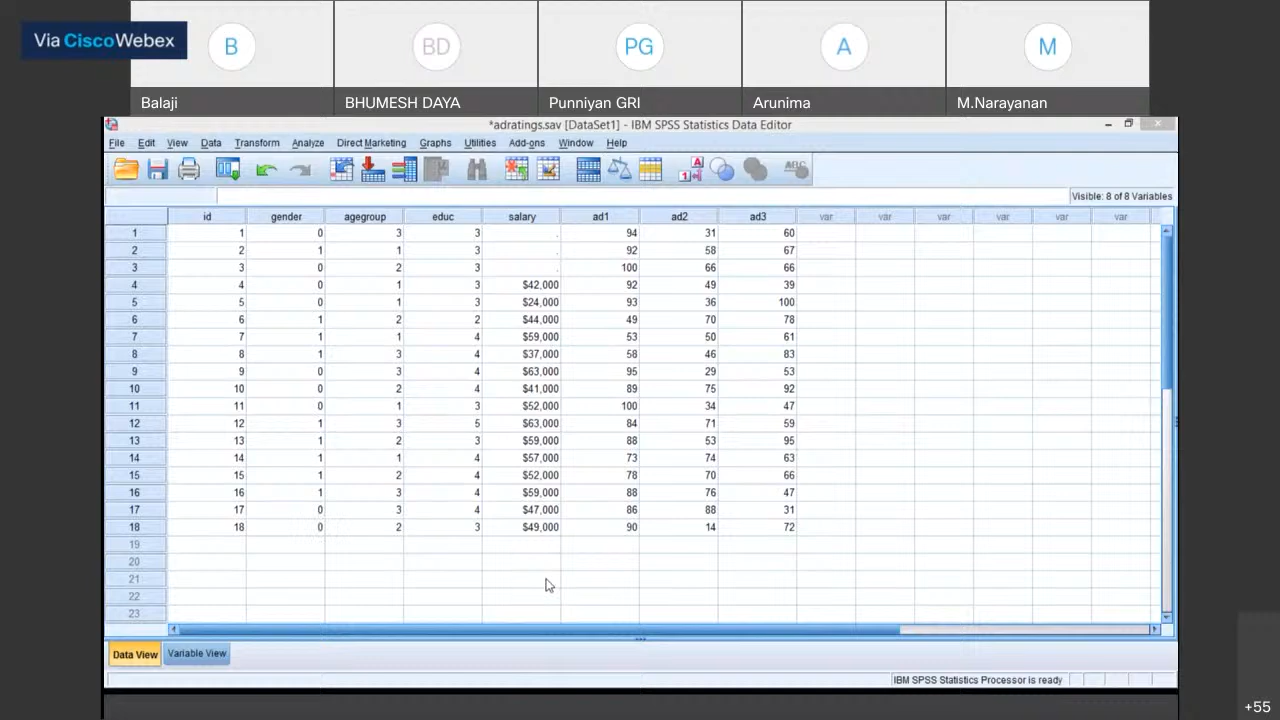 Via CiscoWebex
B BD PG A M
Balaji BHUMESH DAYA Punniyan GRI Arunima M.Narayanan
*adratings.sav [DataSet1] - IBM SPSS Statistics Data Editor
File Edit View Data Transform Analyze Direct Marketing Graphs Utilities Add-ons Window Help
Visible: 8 of 8 Variables
id gender agegroup educ salary ad1 ad2 ad3 var var var var var var
1 1 0 3 3 . 94 31 60
2 2 1 1 3 . 92 58 67
3 3 0 2 3 . 100 66 66
4 4 0 1 3 $42,000 92 49 39
5 5 0 1 3 $24,000 93 36 100
6 6 1 2 2 $44,000 49 70 78
7 7 1 1 4 $59,000 53 50 61
8 8 1 3 4 $37,000 58 46 83
9 9 0 3 4 $63,000 95 29 53
10 10 0 2 4 $41,000 89 75 92
11 11 0 1 3 $52,000 100 34 47
12 12 1 3 5 $63,000 84 71 59
13 13 1 2 3 $59,000 88 53 95
14 14 1 1 4 $57,000 73 74 63
15 15 1 2 4 $52,000 78 70 66
16 16 1 3 4 $59,000 88 76 47
17 17 0 3 4 $47,000 86 88 31
18 18 0 2 3 $49,000 90 14 72
19
20
21
22
23
Data View Variable View
IBM SPSS Statistics Processor is ready
+55